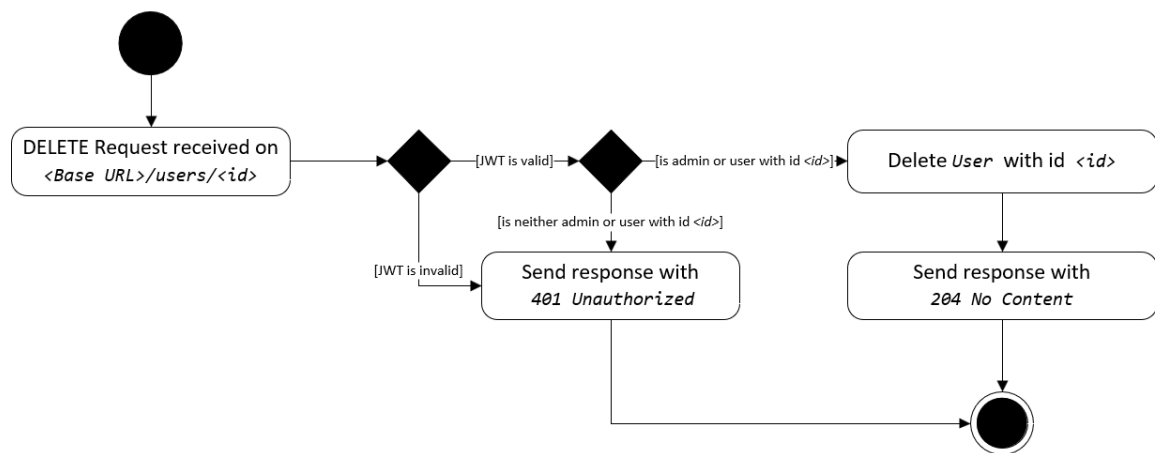 DELETE Request received on
<Base URL>/users/<id>
[JWT is valid]
[is admin or user with id <id>]
Delete User with id <id>
[is neither admin or user with id <id>]
[JWT is invalid]
Send response with
401 Unauthorized
Send response with
204 No Content